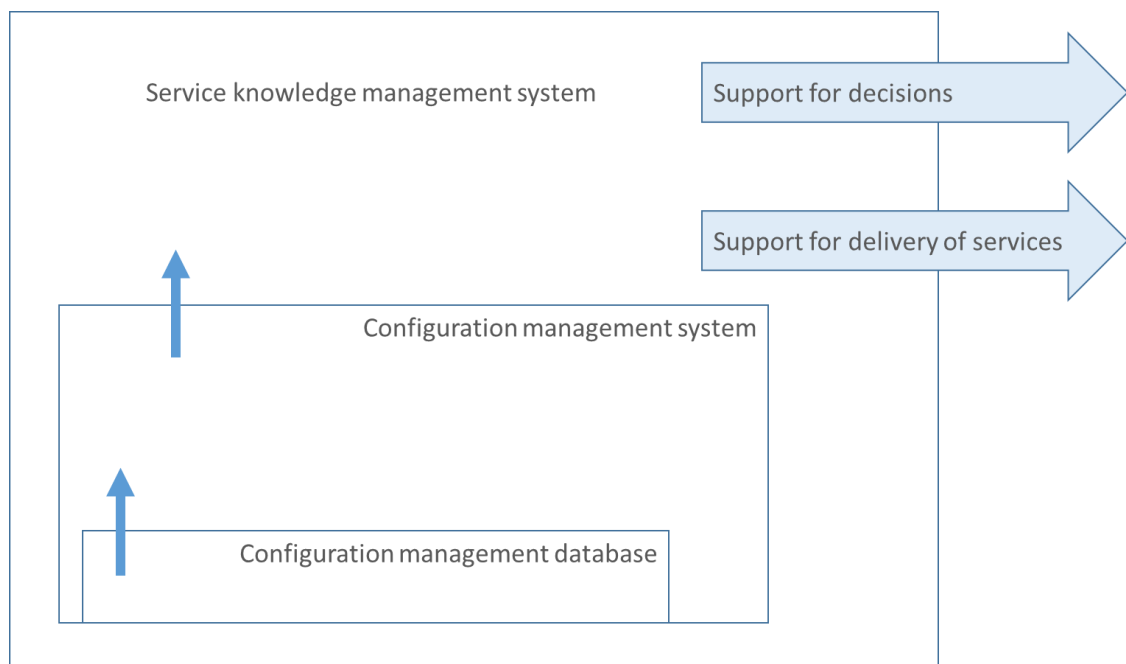 Service knowledge management system
Support for decisions
Support for delivery of services
Configuration management system
Configuration management database